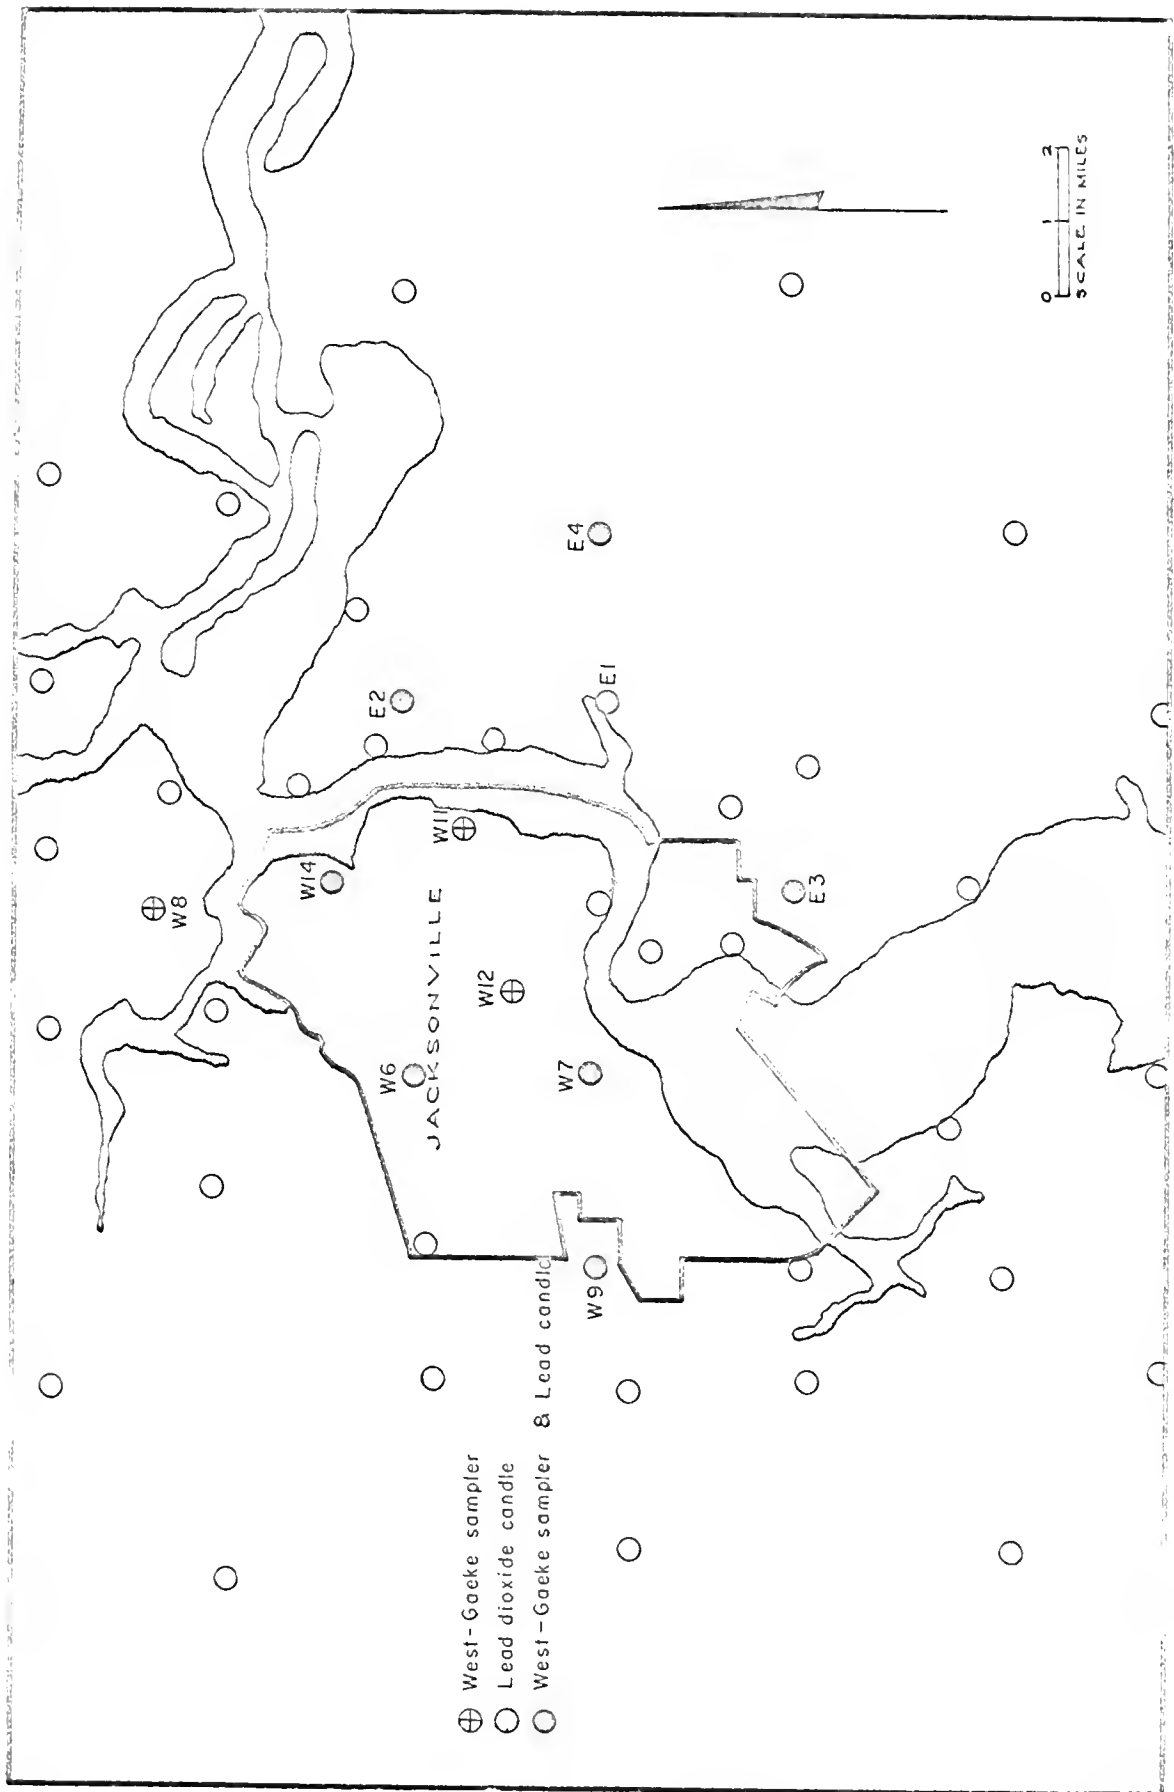 W8
W14
W11
E2
E4
W6
JACKSONVILLE
W12
E1
W7
W9
E3
⊕ West-Gaeke sampler
○ Lead dioxide candle
○ West-Gaeke sampler & Lead candle
0 1 2
SCALE IN MILES